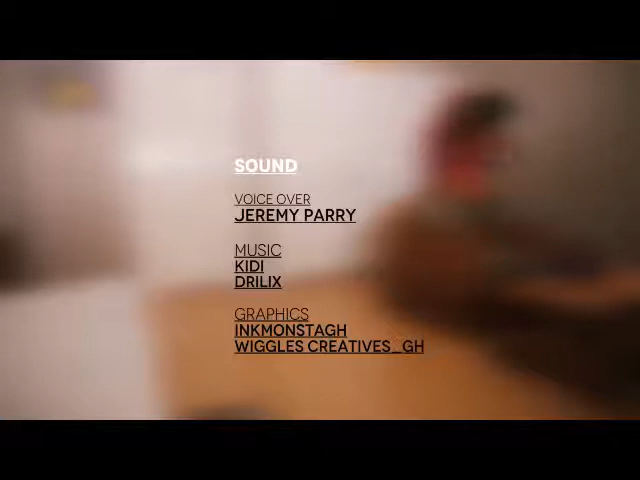 SOUND
VOICE OVER
JEREMY PARRY
MUSIC
KIDI
DRILIX
GRAPHICS
INKMONSTAGH
WIGGLES CREATIVES_GH